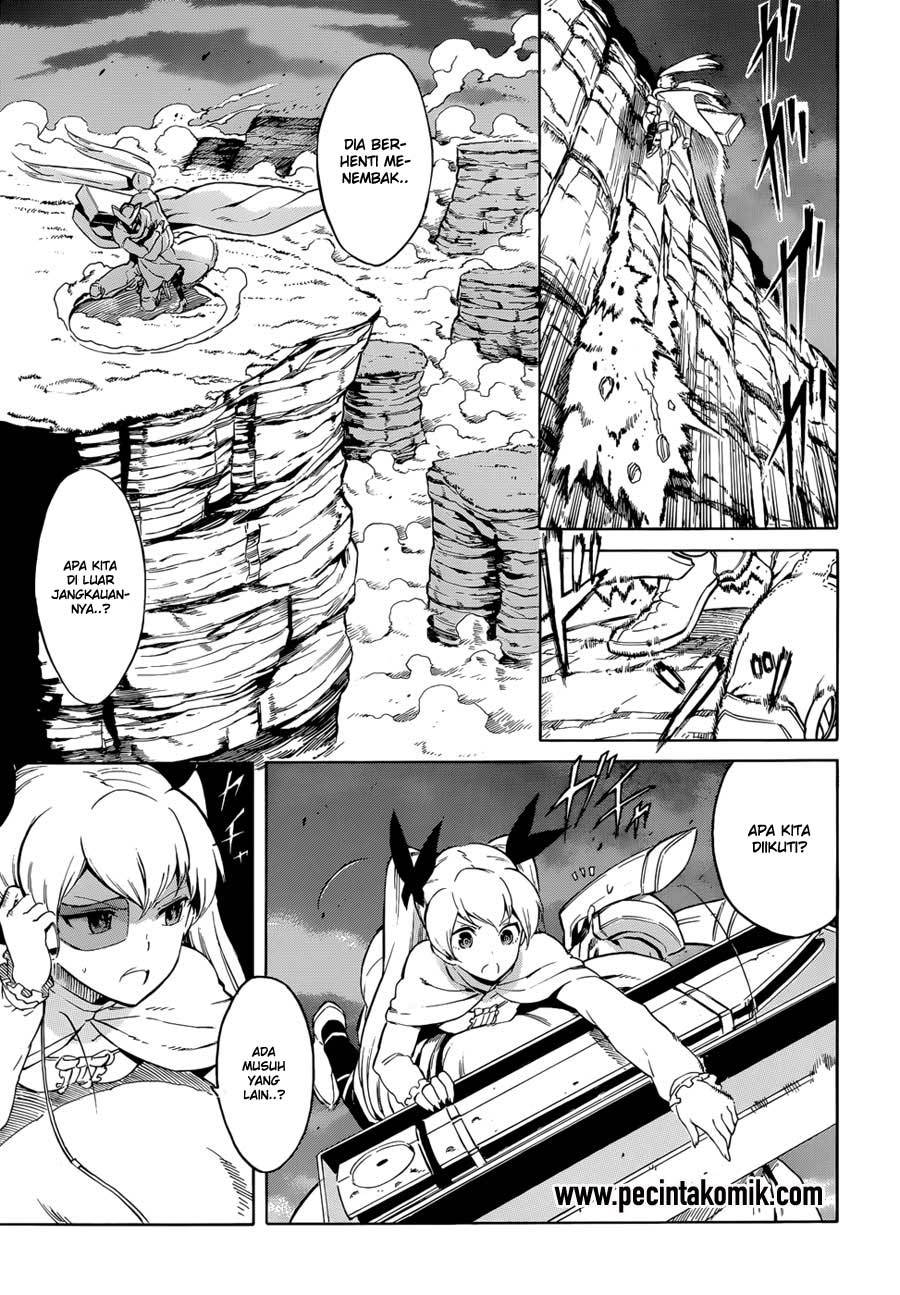 DIA BER-
HENTI ME-
NEMBAK..
APA KITA
DI LUAR
JANGKAUAN-
NYA..?
APA KITA
DIIKUTI?
ADA
MUSUH
YANG
LAIN..?
www.pecintakomik.com